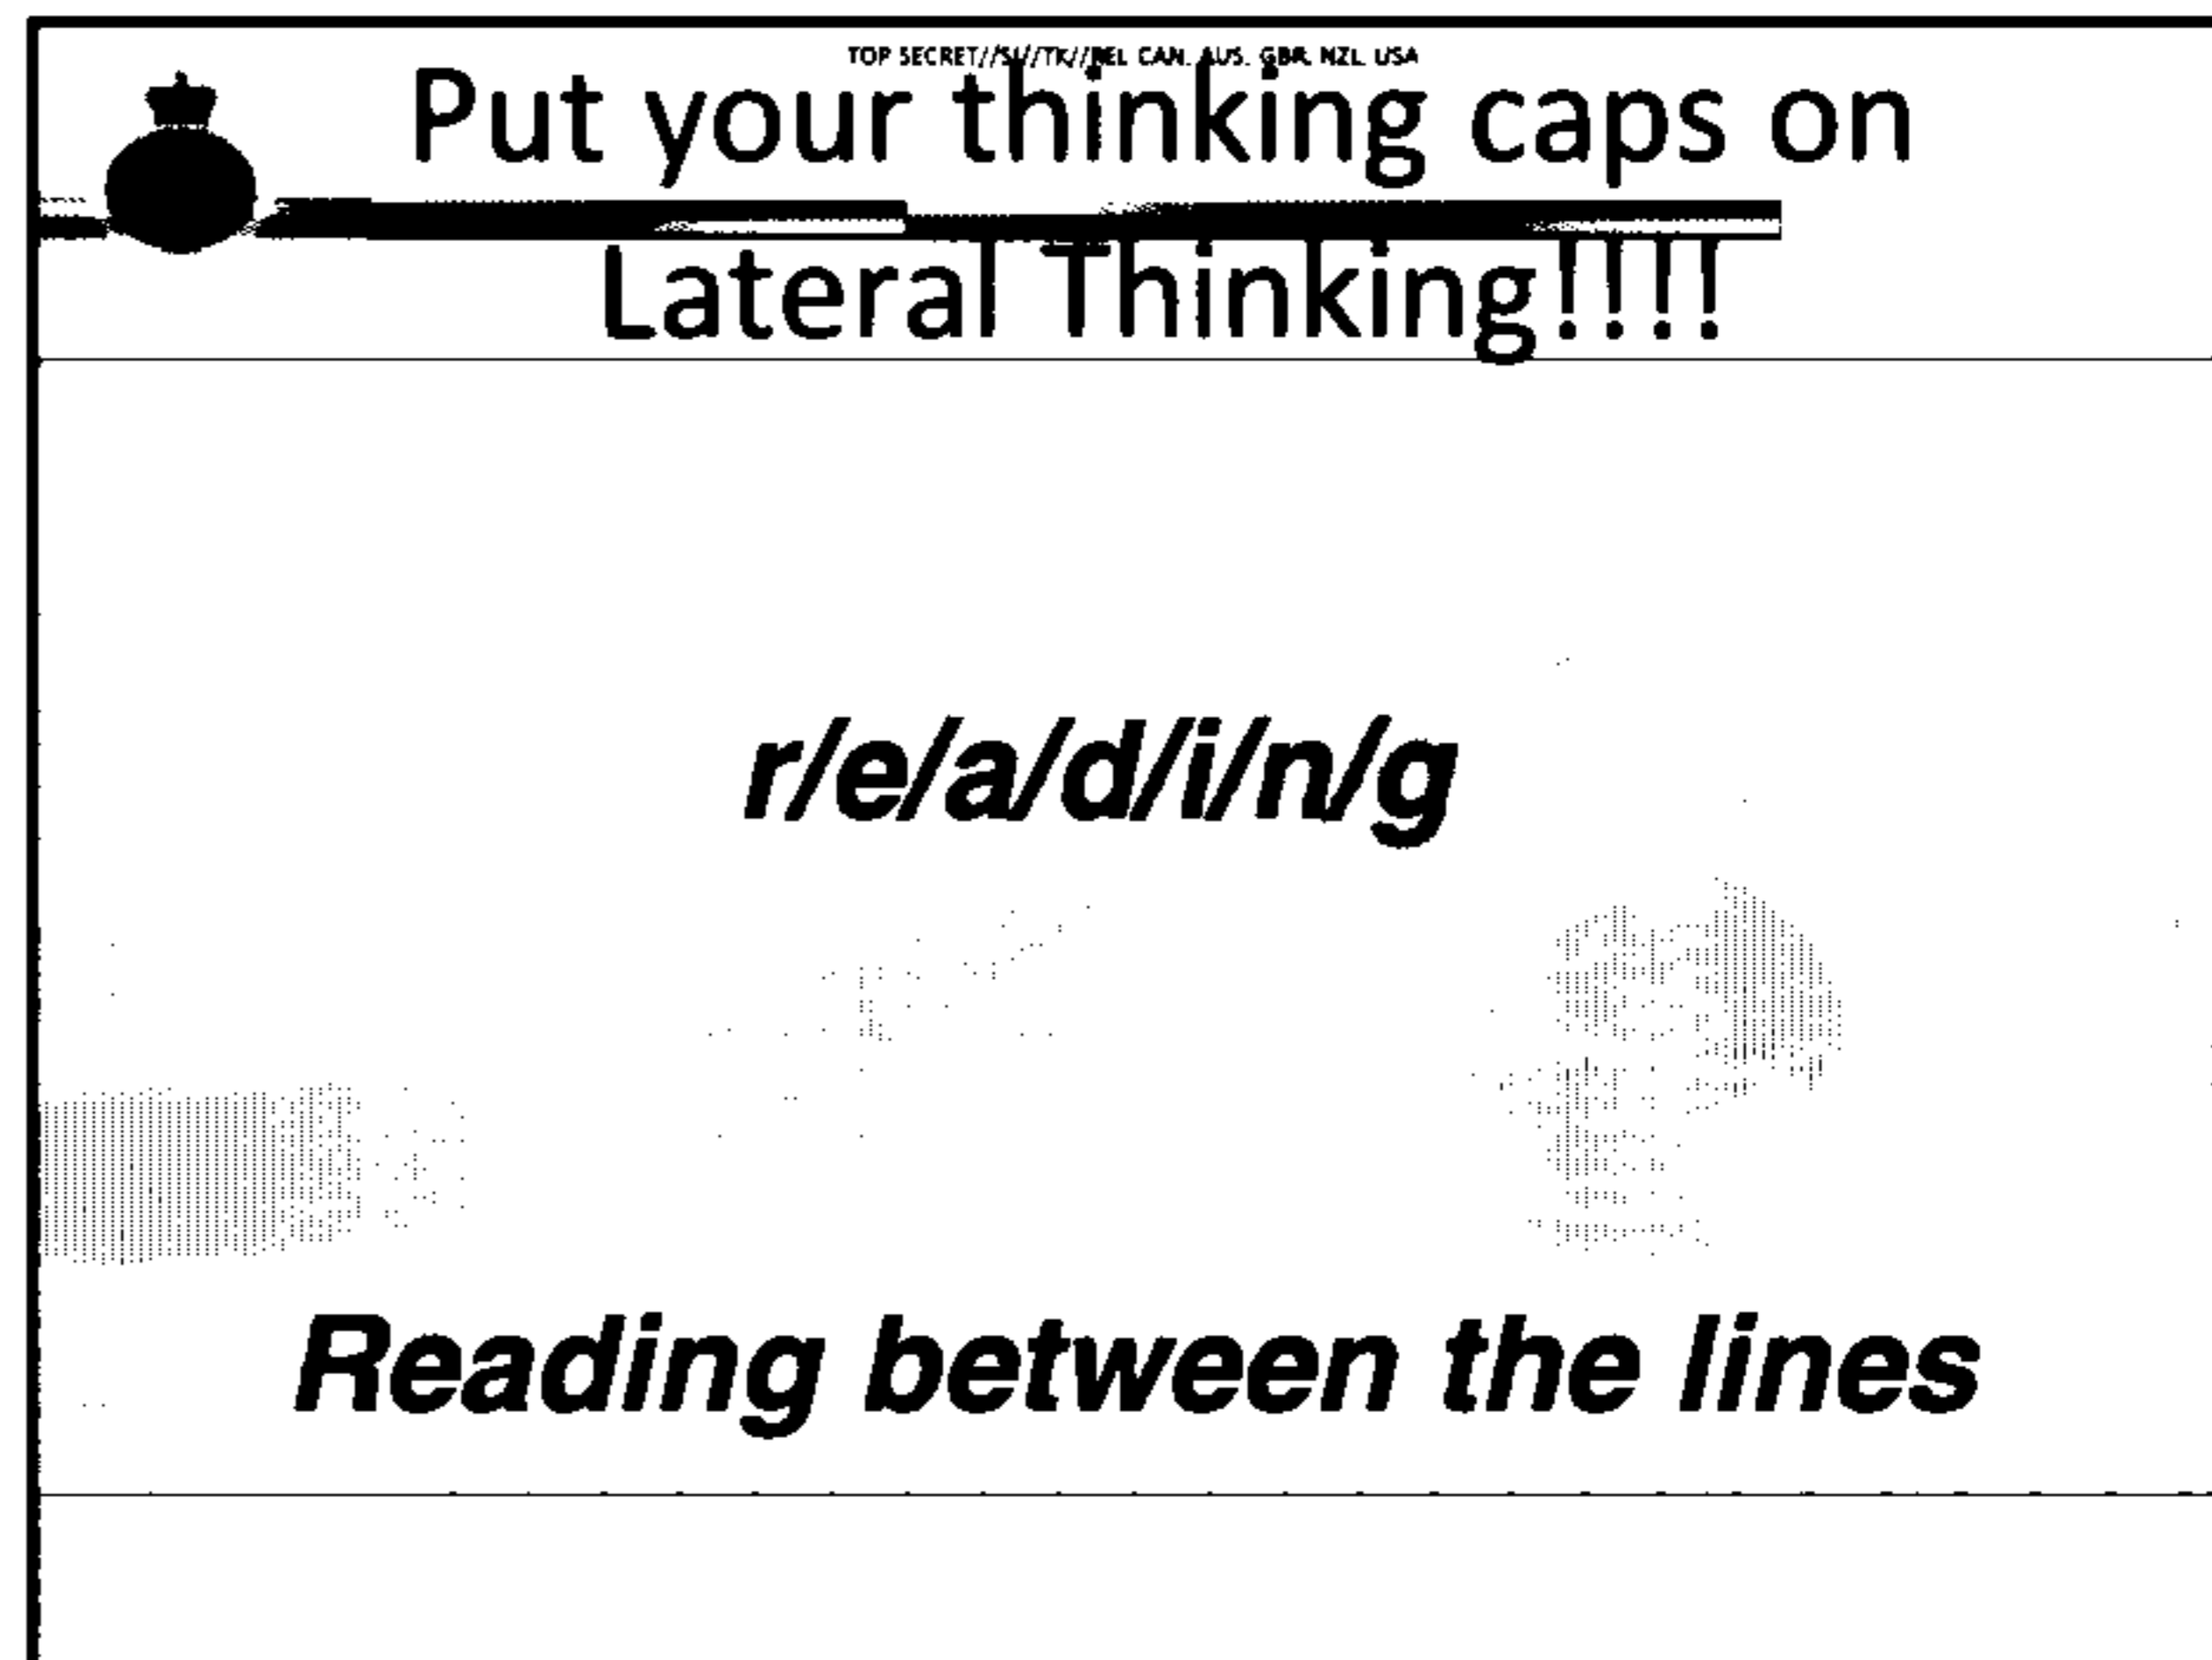 TOP SECRET//SI//TK//REL CAN, AUS, GBR, NZL, USA
Put your thinking caps on
Lateral Thinking!!!!
r/e/a/d/i/n/g
Reading between the lines